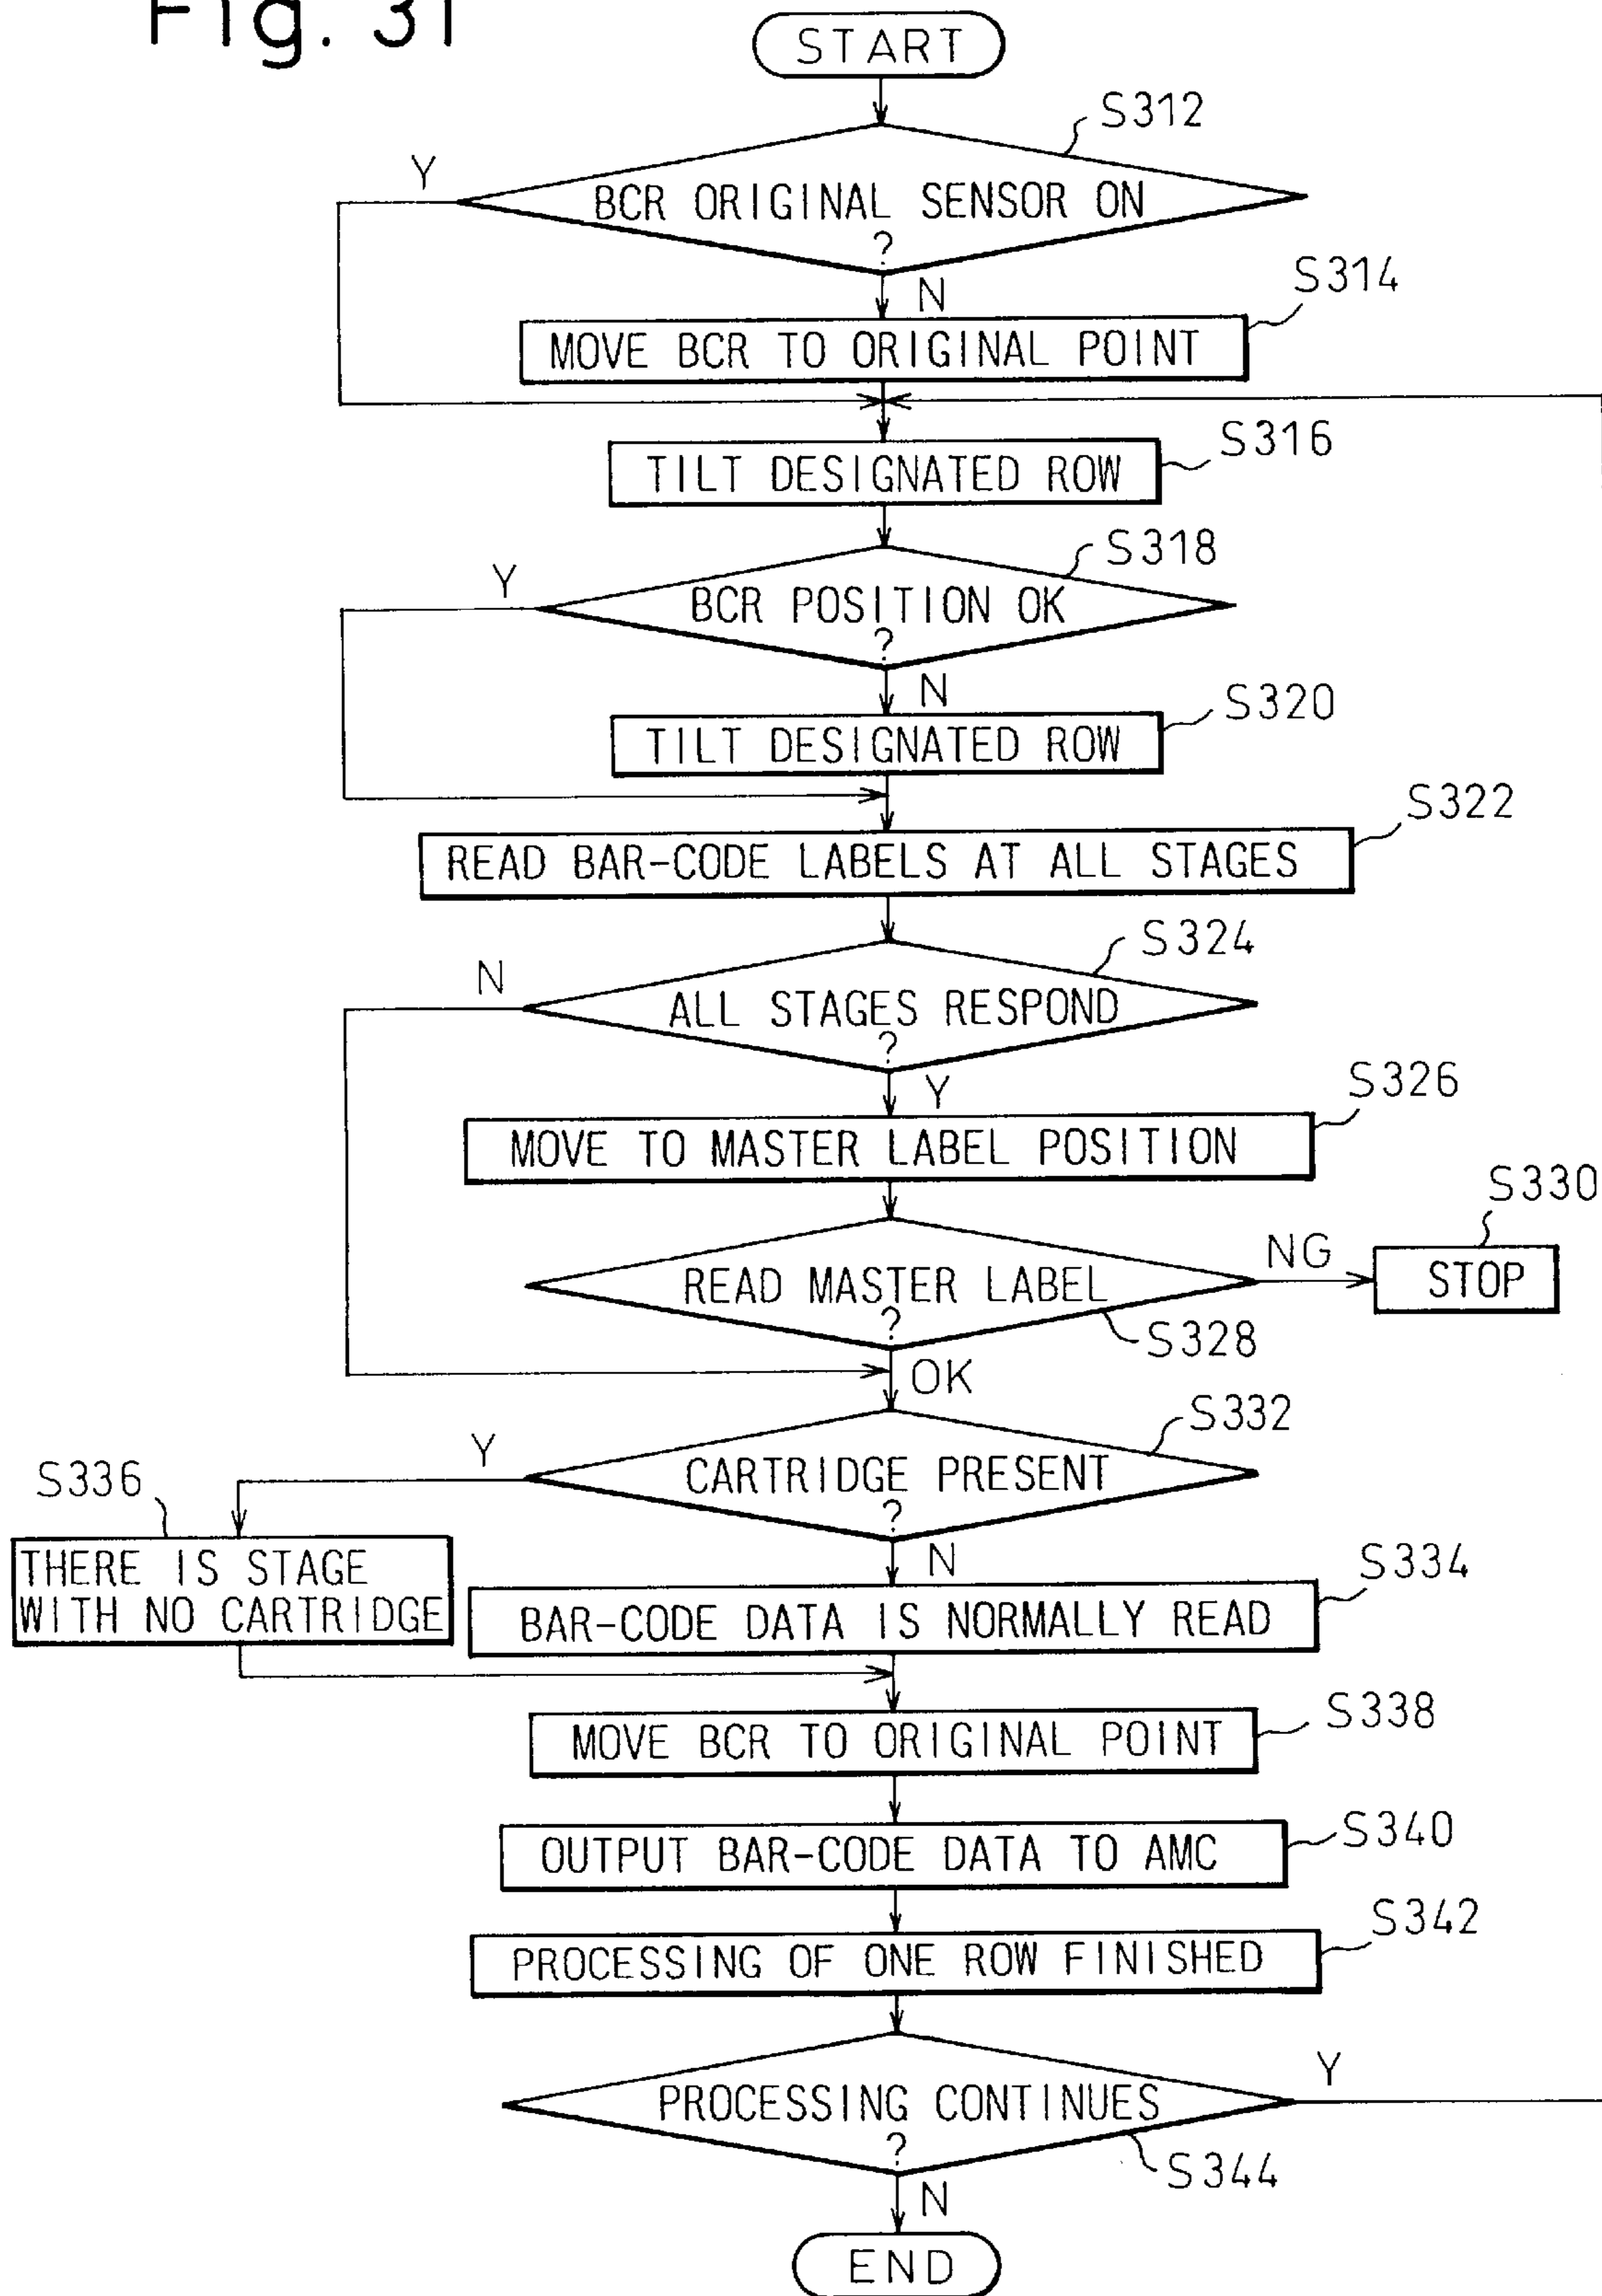 Fig. 31
START
S312
Y
BCR ORIGINAL SENSOR ON
?
N
S314
MOVE BCR TO ORIGINAL POINT
S316
TILT DESIGNATED ROW
S318
Y
BCR POSITION OK
?
N
S320
TILT DESIGNATED ROW
S322
READ BAR-CODE LABELS AT ALL STAGES
S324
N
ALL STAGES RESPOND
?
Y
S326
MOVE TO MASTER LABEL POSITION
S330
NG
READ MASTER LABEL
STOP
?
S328
OK
S332
Y
CARTRIDGE PRESENT
S336
?
N
S334
THERE IS STAGE
WITH NO CARTRIDGE
BAR-CODE DATA IS NORMALLY READ
S338
MOVE BCR TO ORIGINAL POINT
S340
OUTPUT BAR-CODE DATA TO AMC
S342
PROCESSING OF ONE ROW FINISHED
Y
PROCESSING CONTINUES
?
S344
N
END